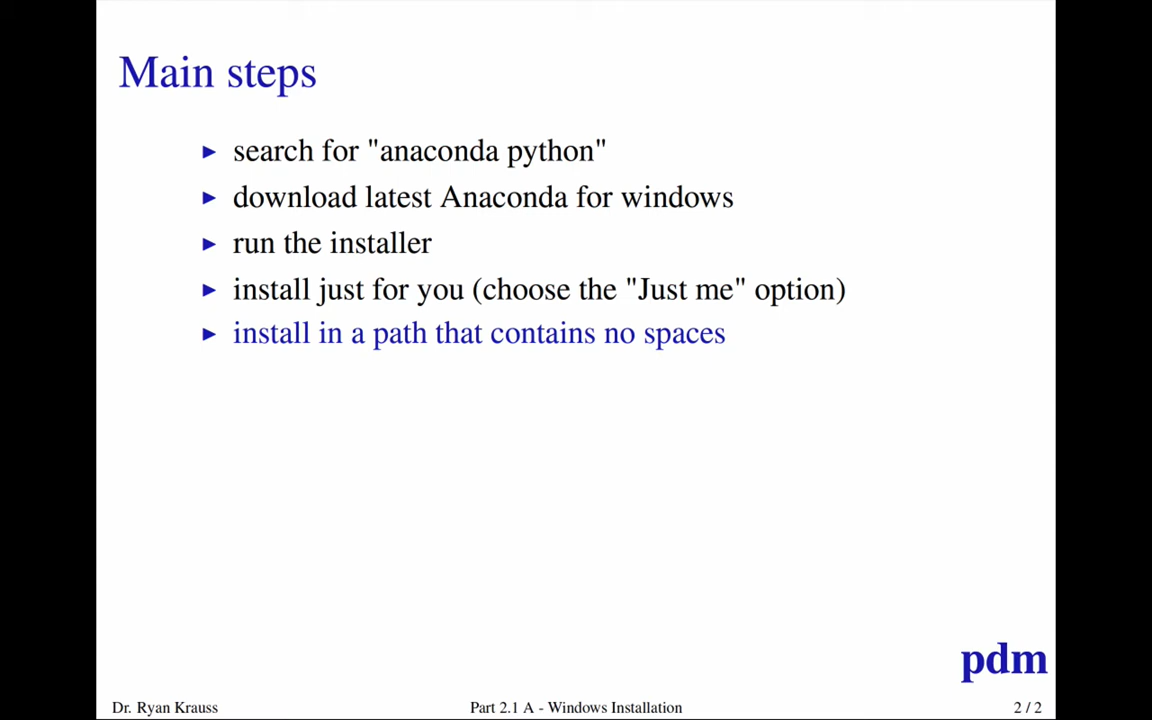 Main steps
search for "anaconda python"
download latest Anaconda for windows
run the installer
install just for you (choose the "Just me" option)
install in a path that contains no spaces
pdm
Dr. Ryan Krauss
Part 2.1 A - Windows Installation
2 / 2